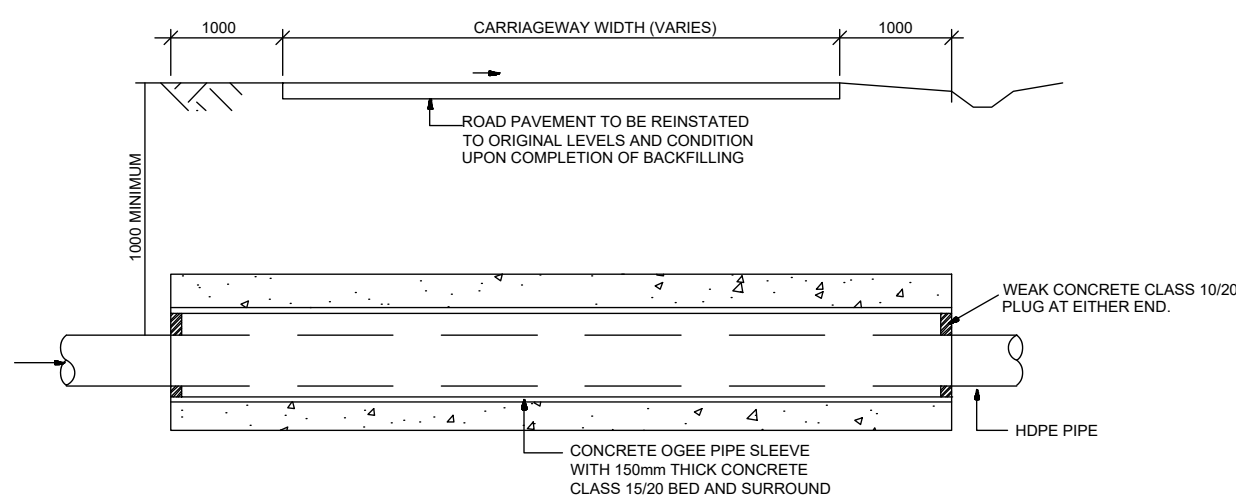 1000
CARRIAGEWAY WIDTH (VARIES)
1000
ROAD PAVEMENT TO BE REINSTATED
TO ORIGINAL LEVELS AND CONDITION
UPON COMPLETION OF BACKFILLING
1000 MINIMUM
WEAK CONCRETE CLASS 10/20
PLUG AT EITHER END.
HDPE PIPE
CONCRETE OGEE PIPE SLEEVE
WITH 150mm THICK CONCRETE
CLASS 15/20 BED AND SURROUND